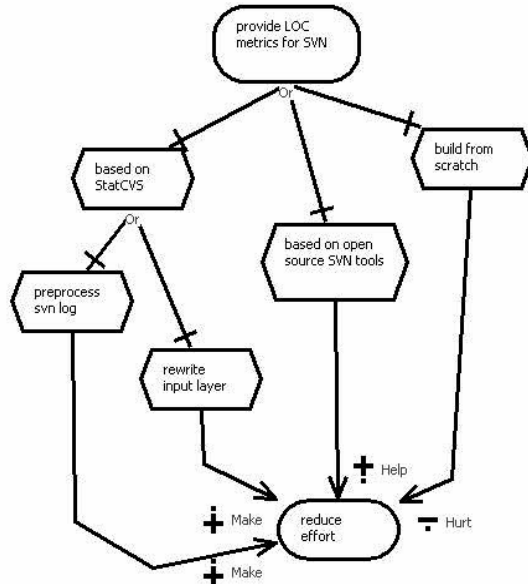 provide LOC
metrics for SVN
Or
build from
scratch
based on
StatCVS
Or
based on open
source SVN tools
preprocess
svn log
rewrite
input layer
Help
Make
reduce
effort
Hurt
Make